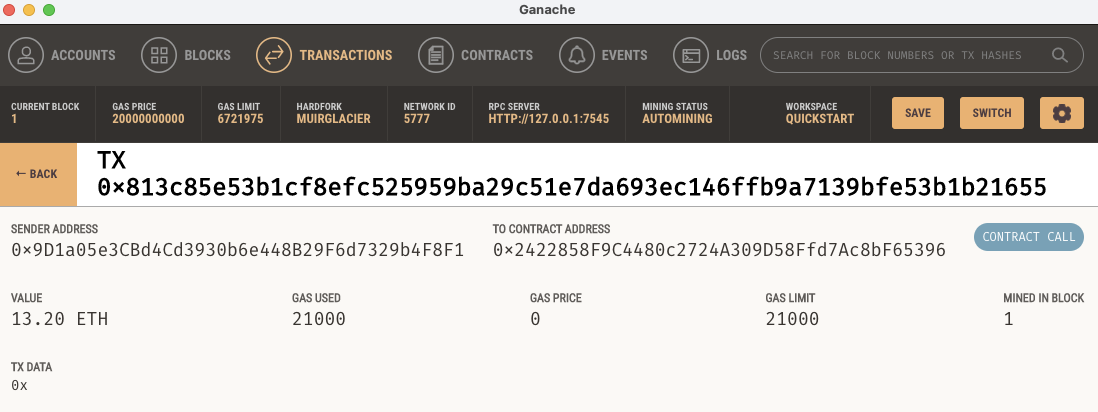 Ganache
ACCOUNTS BLOCKS TRANSACTIONS CONTRACTS EVENTS LOGS SEARCH FOR BLOCK NUMBERS OR TX HASHES
CURRENT BLOCK GAS PRICE GAS LIMIT HARDFORK NETWORK ID RPC SERVER MINING STATUS WORKSPACE
1 20000000000 6721975 MUIRGLACIER 5777 HTTP://127.0.0.1:7545 AUTOMINING QUICKSTART SAVE SWITCH
← BACK
TX
0×813c85e53b1cf8efc525959ba29c51e7da693ec146ffb9a7139bfe53b1b21655
SENDER ADDRESS TO CONTRACT ADDRESS
0×9D1a05e3CBd4Cd3930b6e448B29F6d7329b4F8F1 0×2422858F9C4480c2724A309D58Ffd7Ac8bF65396 CONTRACT CALL
VALUE GAS USED GAS PRICE GAS LIMIT MINED IN BLOCK
13.20 ETH 21000 0 21000 1
TX DATA
0x